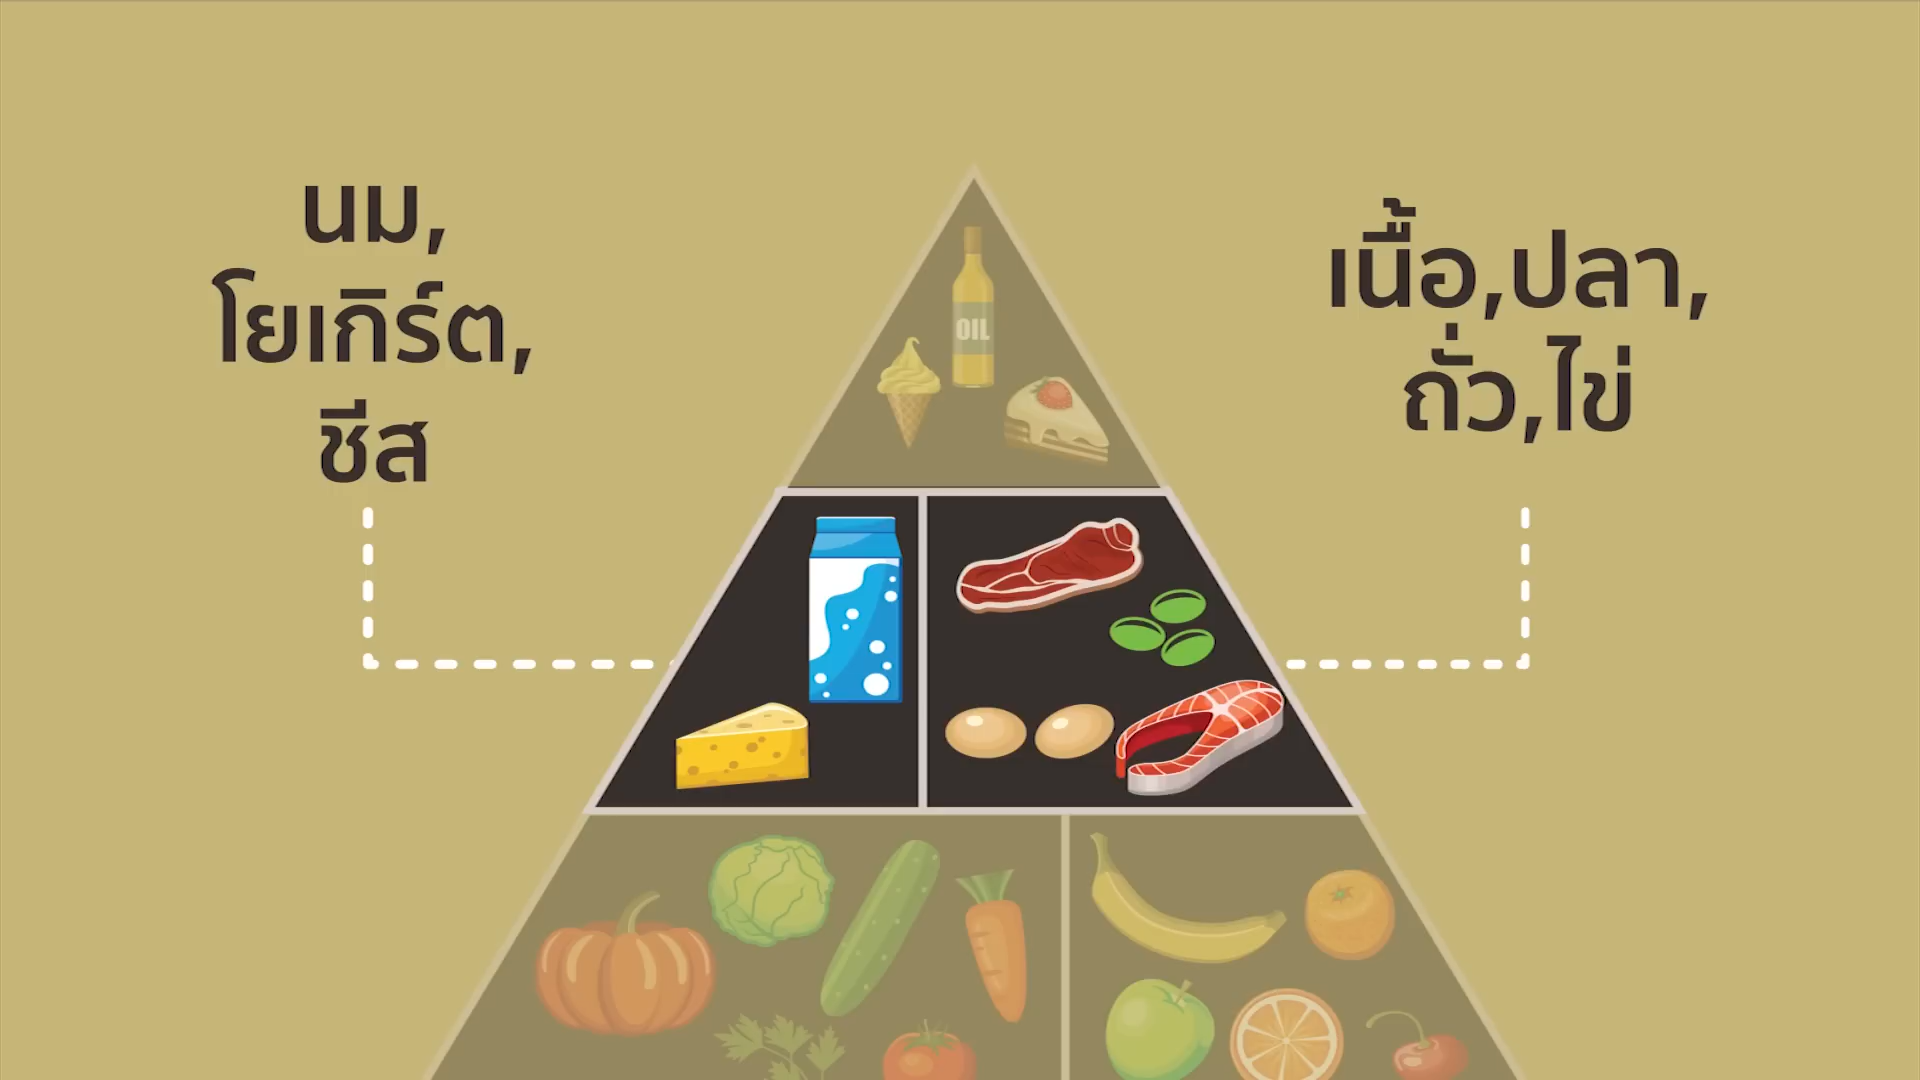 นม,
โยเกิร์ต,
ชีส
เนื้อ,ปลา,
ถั่ว,ไข่
OIL